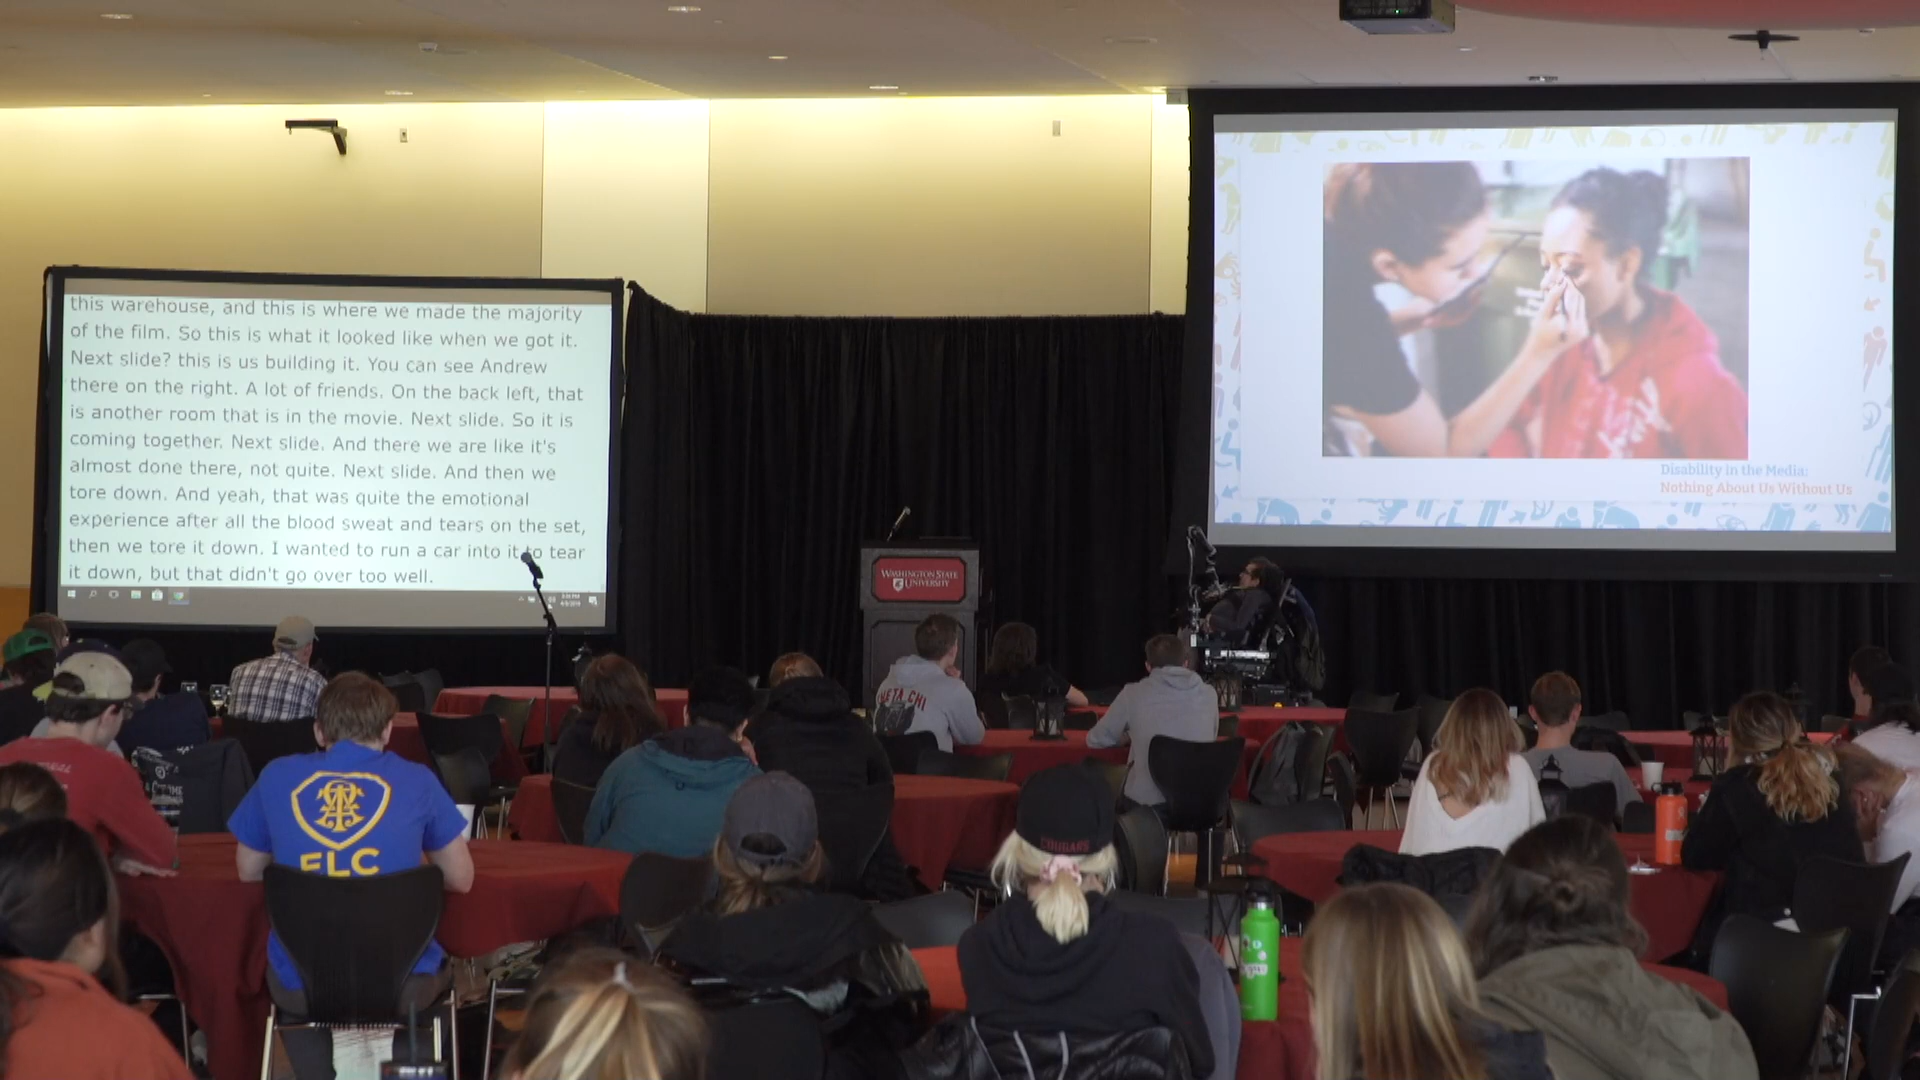 this warehouse, and this is where we made the majority
of the film. So this is what it looked like when we got it.
Next slide? this is us building it. You can see Andrew
there on the right. A lot of friends. On the back left, that
is another room that is in the movie. Next slide. So it is
coming together. Next slide. And there we are like it's
almost done there, not quite. Next slide. And then we
tore down. And yeah, that was quite the emotional
experience after all the blood sweat and tears on the set,
then we tore it down. I wanted to run a car into it to tear
it down, but that didn't go over too well.
Disability in the Media:
Nothing About Us Without Us
WASHINGTON STATE
UNIVERSITY
CHI
FLC
COUGARS